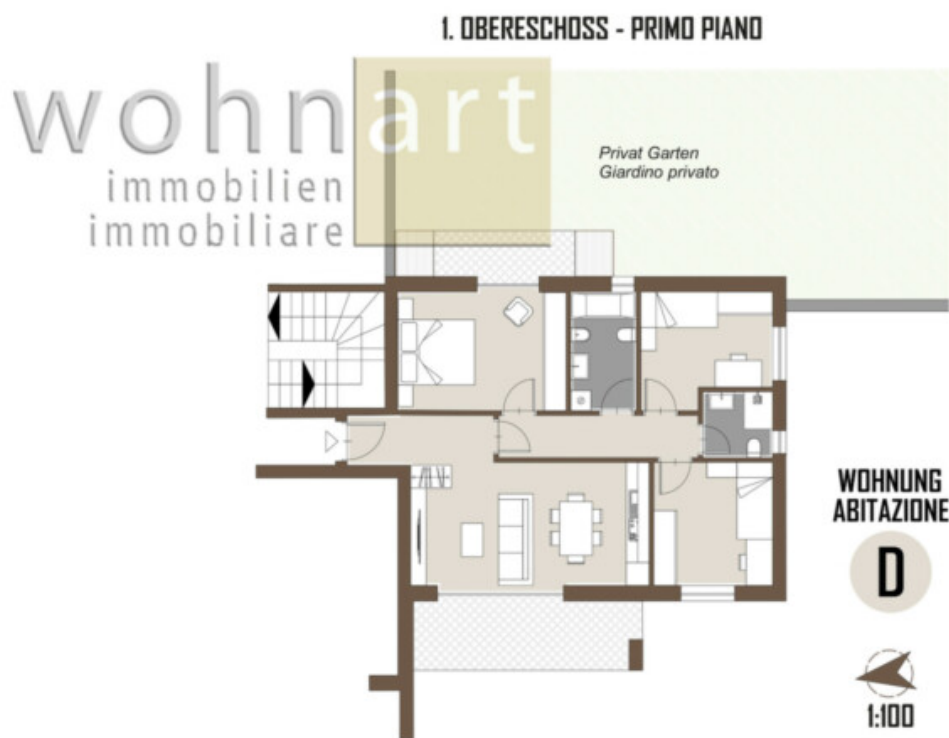 1. OBERESCHOSS - PRIMO PIANO
wohnart
immobilien
immobiliare
Privat Garten
Giardino privato
WOHNUNG
ABITAZIONE
D
1:100